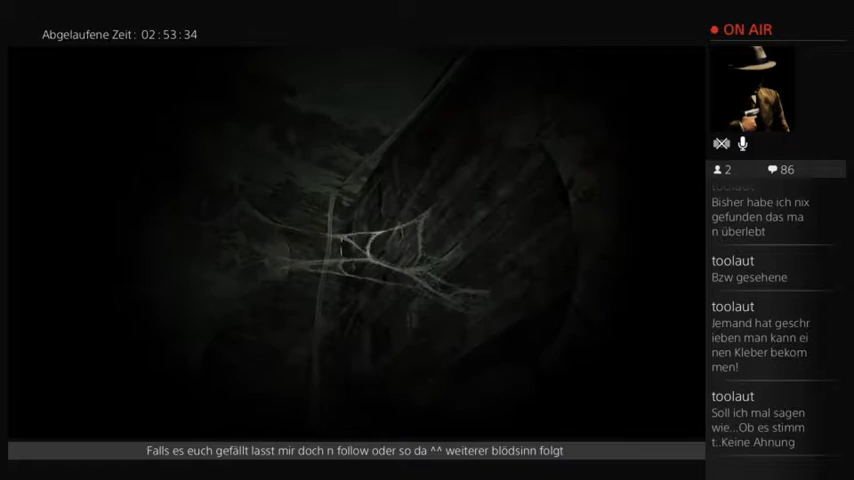 Abgelaufene Zeit: 02:53:34
ON AIR
2 86
toolaut
Bisher habe ich nix
gefunden das ma
n überlebt
toolaut
Bzw gesehene
toolaut
Jemand hat geschr
ieben man kann ei
nen Kleber bekom
men!
toolaut
Soll ich mal sagen
wie...Ob es stimm
t..Keine Ahnung
Falls es euch gefällt lasst mir doch n follow oder so da ^^ weiterer blödsinn folgt